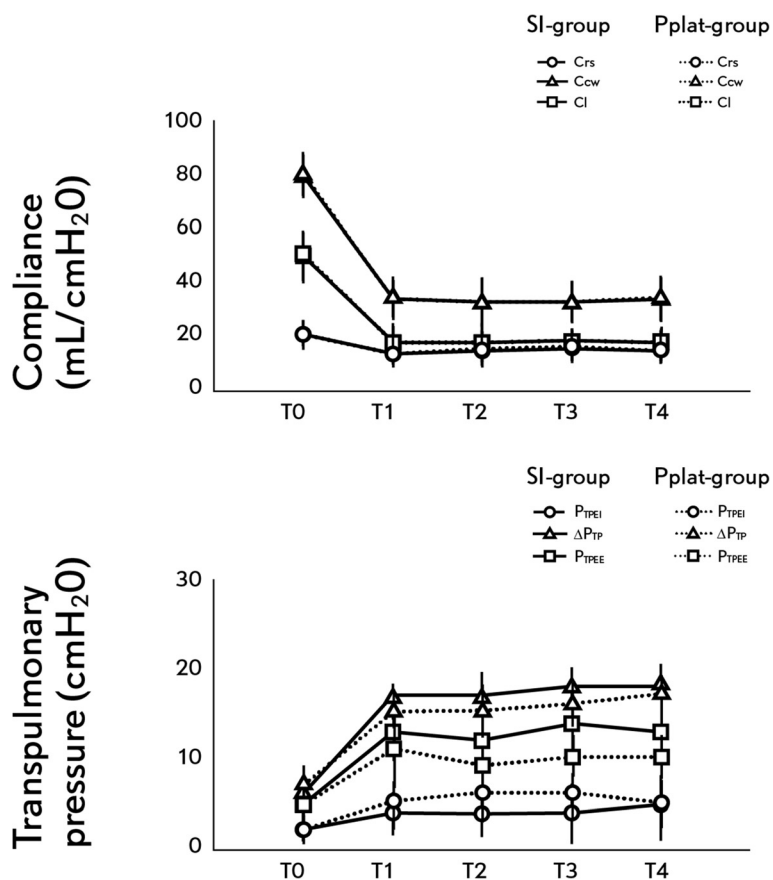 SI-group Pplat-group
Crs Crs
Ccw Ccw
Cl Cl
Compliance
(mL/cmH₂0)
100
80
60
40
20
0
T0 T1 T2 T3 T4
SI-group Pplat-group
PTPEI PTPEI
ΔPTP ΔPTP
PTPEE PTPEE
Transpulmonary
pressure (cmH₂0)
30
20
10
0
T0 T1 T2 T3 T4